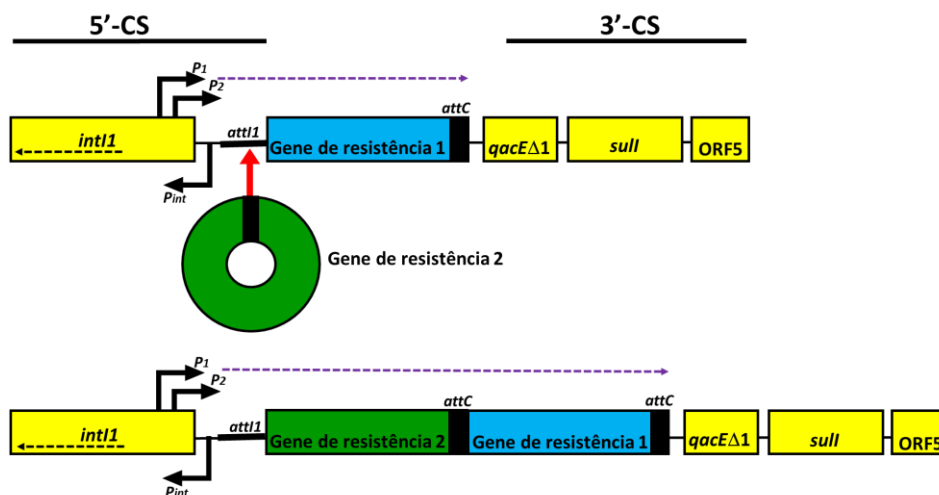 5’-CS
3’-CS
P1
P2
attC
intI1
attI1
Gene de resistência 1
qacEΔ1
sulI
ORF5
Pint
Gene de resistência 2
P1
P2
attC
attC
intI1
attI1
Gene de resistência 2
Gene de resistência 1
qacEΔ1
sulI
ORF5
Pint